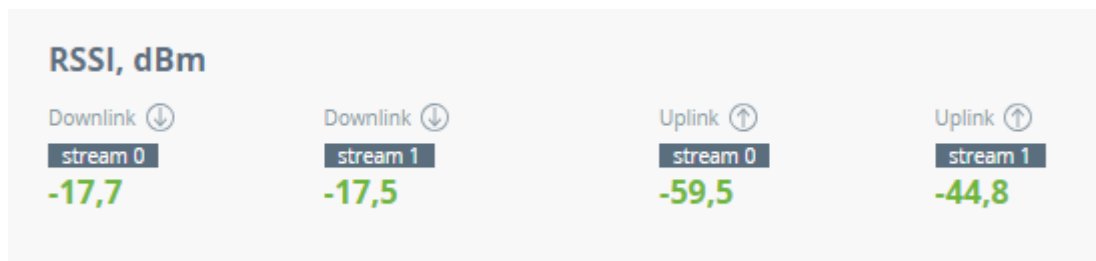 RSSI, dBm
Downlink Downlink Uplink Uplink
stream 0 stream 1 stream 0 stream 1
-17,7 -17,5 -59,5 -44,8